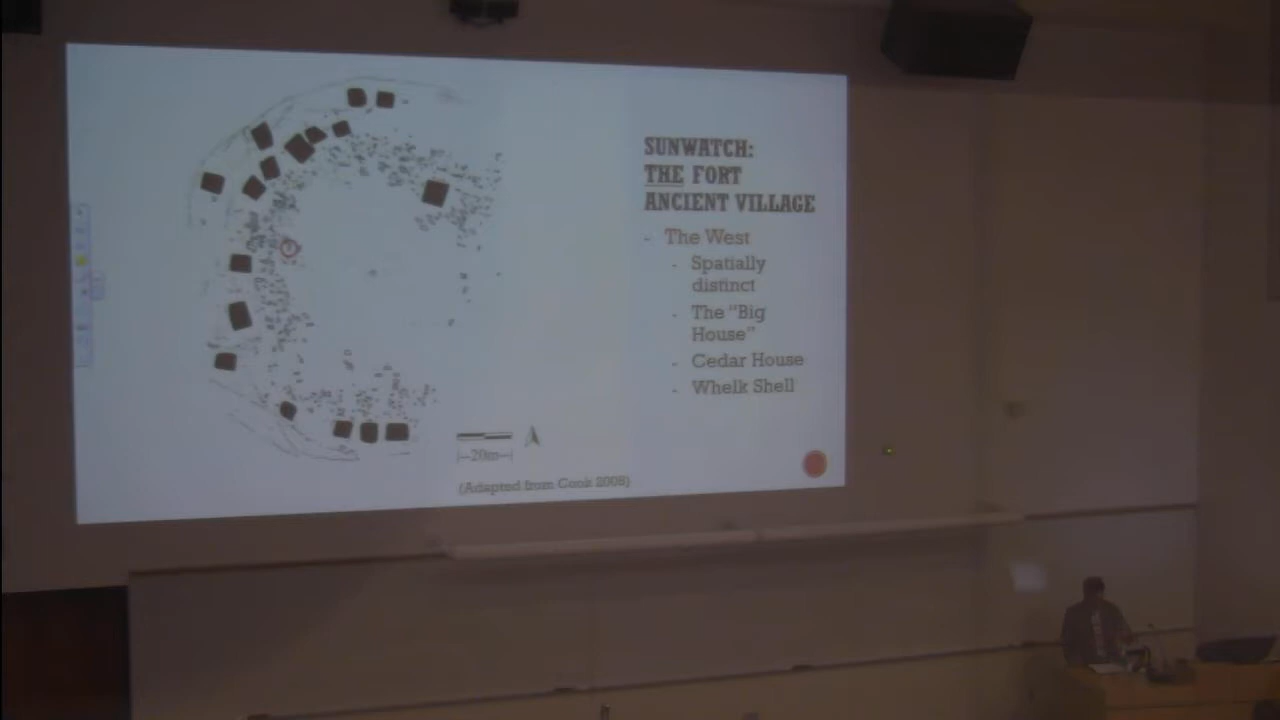 SUNWATCH:
THE FORT
ANCIENT VILLAGE
- The West
- Spatially
distinct
- The "Big
House"
- Cedar House
- Whelk Shell
20m
(Adapted from Cook 2008)